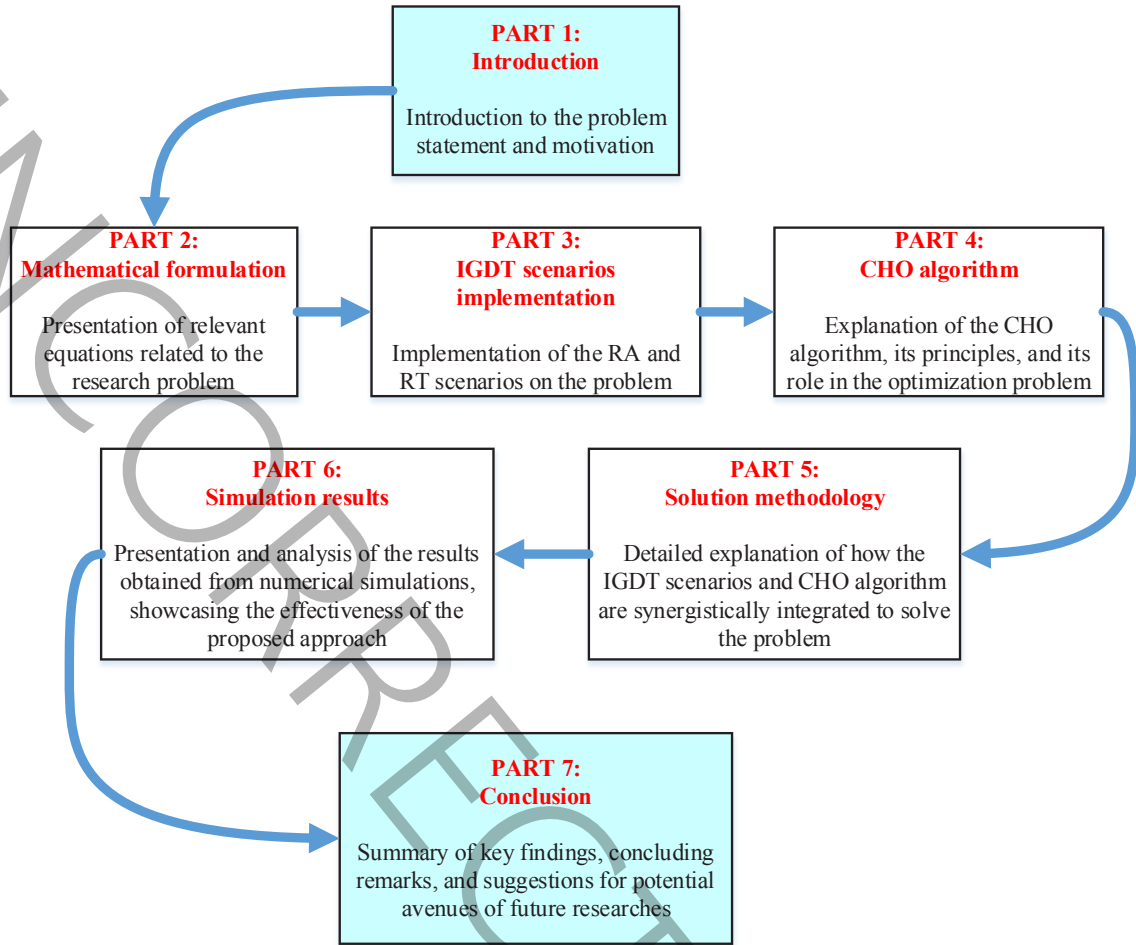 PART 1:
Introduction
Introduction to the problem
statement and motivation
PART 2:
Mathematical formulation
Presentation of relevant
equations related to the
research problem
PART 3:
IGDT scenarios
implementation
Implementation of the RA and
RT scenarios on the problem
PART 4:
CHO algorithm
Explanation of the CHO
algorithm, its principles, and its
role in the optimization problem
PART 5:
Solution methodology
Detailed explanation of how the
IGDT scenarios and CHO algorithm
are synergistically integrated to solve
the problem
PART 6:
Simulation results
Presentation and analysis of the results
obtained from numerical simulations,
showcasing the effectiveness of the
proposed approach
PART 7:
Conclusion
Summary of key findings, concluding
remarks, and suggestions for potential
avenues of future researches
NCORRECT